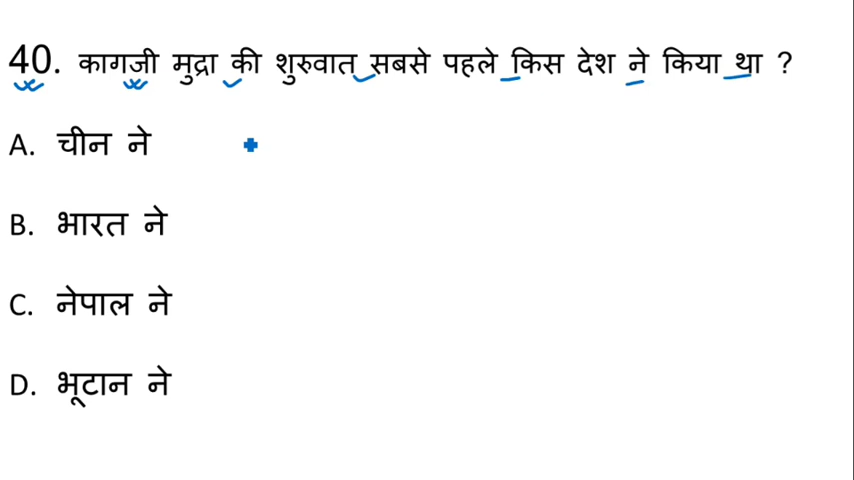 40. कागजी मुद्रा की शुरुवात सबसे पहले किस देश ने किया था ?
A. चीन ने
B. भारत ने
C. नेपाल ने
D. भूटान ने